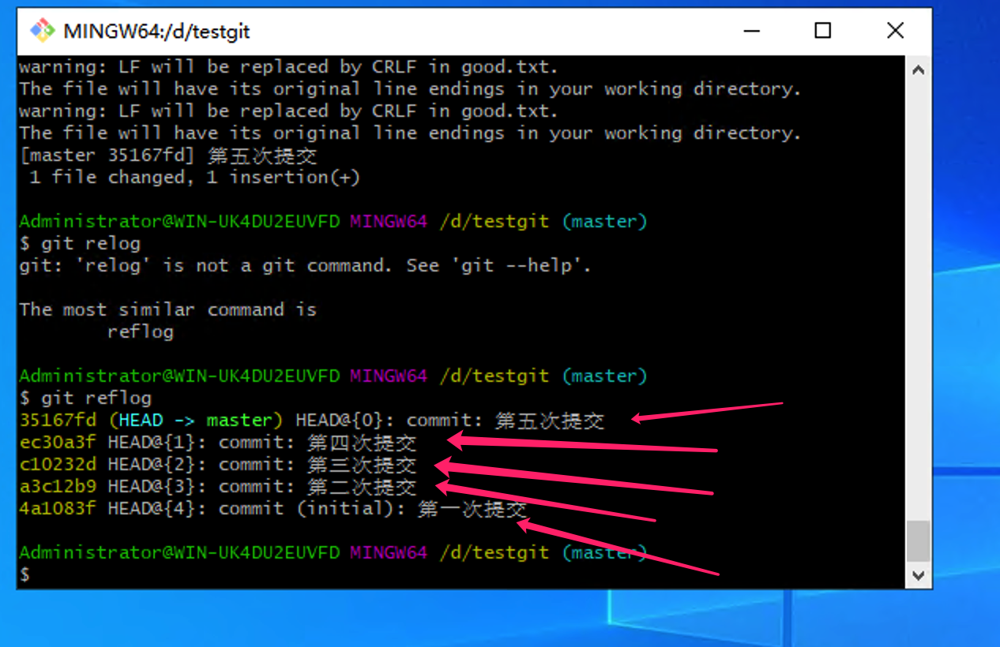 MINGW64:/d/testgit
warning: LF will be replaced by CRLF in good.txt.
The file will have its original line endings in your working directory.
warning: LF will be replaced by CRLF in good.txt.
The file will have its original line endings in your working directory.
[master 35167fd] 第五次提交
1 file changed, 1 insertion(+)
Administrator@WIN-UK4DU2EUVFD MINGW64 /d/testgit (master)
$ git relog
git: 'relog' is not a git command. See 'git --help'.
The most similar command is
reflog
Administrator@WIN-UK4DU2EUVFD MINGW64 /d/testgit (master)
$ git reflog
35167fd (HEAD -> master) HEAD@{0}: commit: 第五次提交
ec30a3f HEAD@{1}: commit: 第四次提交
c10232d HEAD@{2}: commit: 第三次提交
a3c12b9 HEAD@{3}: commit: 第二次提交
4a1083f HEAD@{4}: commit (initial): 第一次提交
Administrator@WIN-UK4DU2EUVFD MINGW64 /d/testgit (master)
$